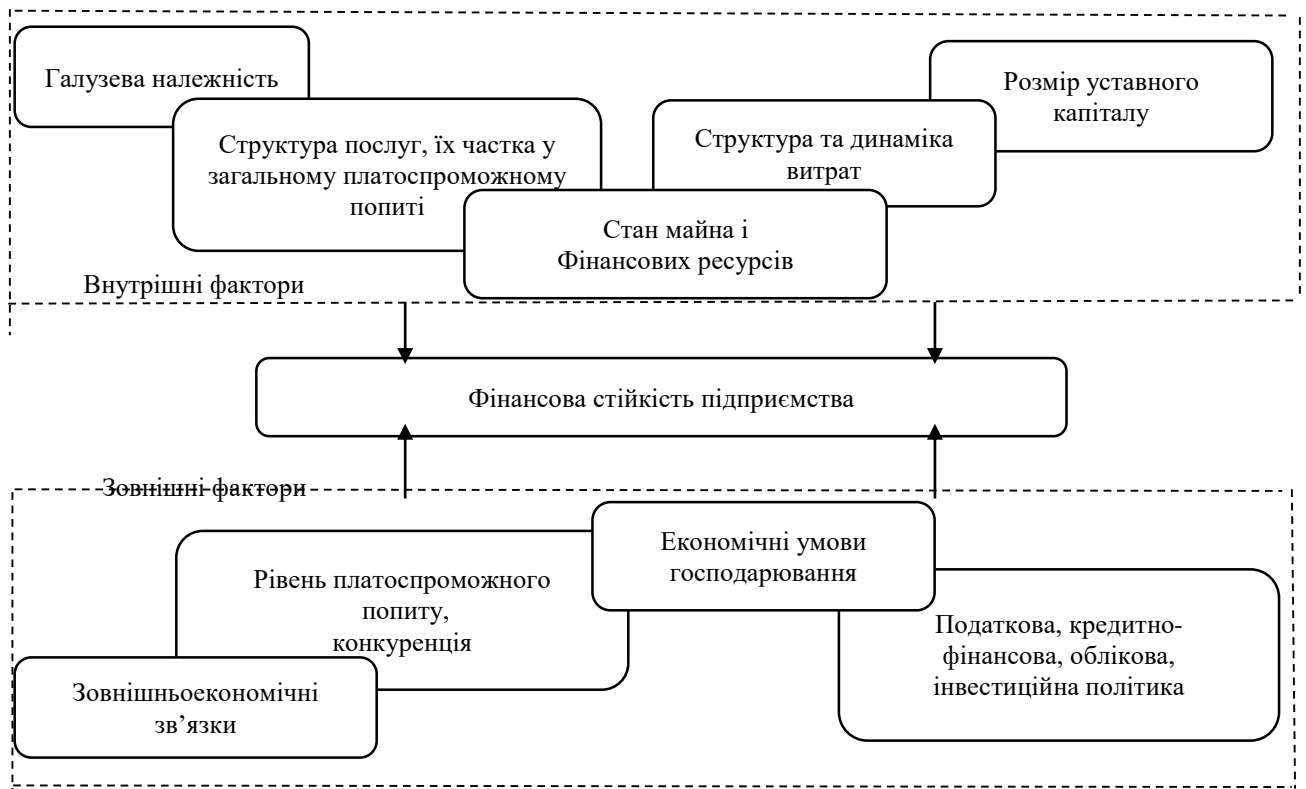 Галузева належність
Розмір уставного
капіталу
Структура послуг, їх частка у
загальному платоспроможному
попиті
Структура та динаміка
витрат
Стан майна і
Фінансових ресурсів
Внутрішні фактори
Фінансова стійкість підприємства
Зовнішні фактори
Економічні умови
господарювання
Рівень платоспроможного
попиту,
конкуренція
Податкова, кредитно-
фінансова, облікова,
інвестиційна політика
Зовнішньоекономічні
зв’язки